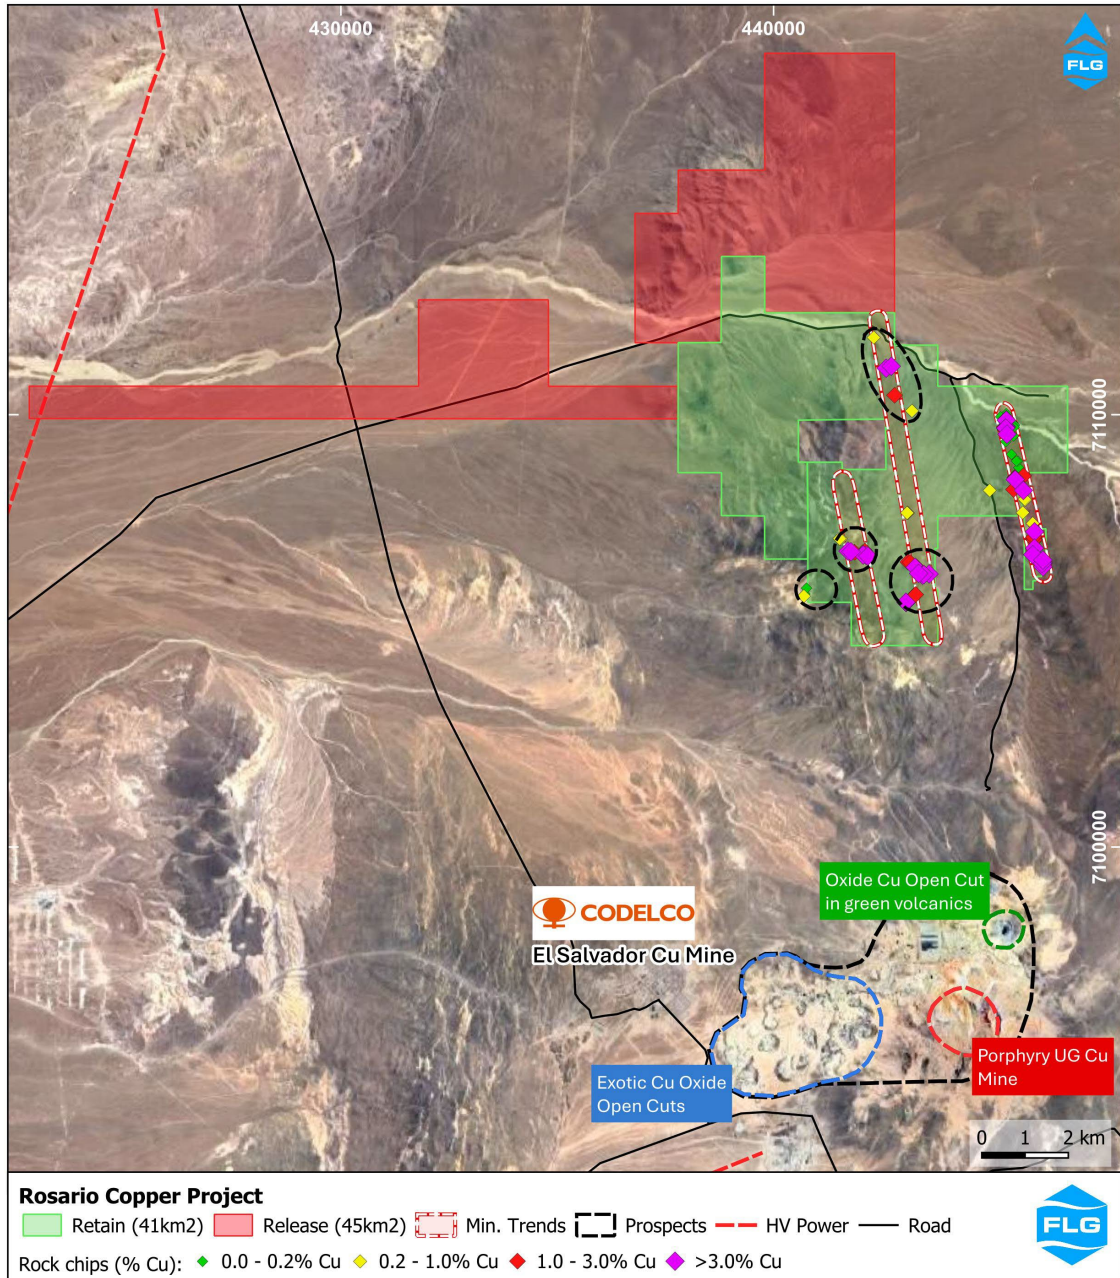 430000
440000
FLG
7110000
7100000
Oxide Cu Open Cut
in green volcanics
CODELCO
El Salvador Cu Mine
Porphyry UG Cu
Mine
Exotic Cu Oxide
Open Cuts
0 1 2 km
Rosario Copper Project
Retain (41km2) Release (45km2) Min. Trends Prospects HV Power Road
Rock chips (% Cu): 0.0 - 0.2% Cu 0.2 - 1.0% Cu 1.0 - 3.0% Cu >3.0% Cu
FLG